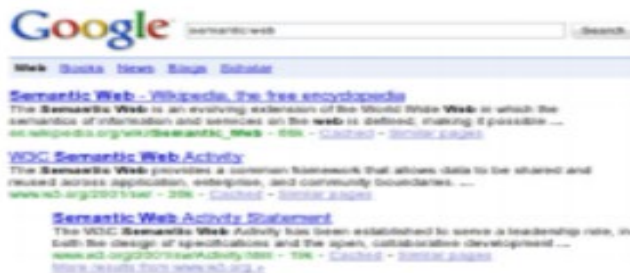 Google semantic web Search
Web Books News Blogs Scholar
Semantic Web - Wikipedia, the free encyclopedia
The Semantic Web is an evolving extension of the World Wide Web in which the
semantics of information and services on the web is defined, making it possible ...
en.wikipedia.org/wiki/Semantic_Web - 68k - Cached - Similar pages
W3C Semantic Web Activity
The Semantic Web provides a common framework that allows data to be shared and
reused across application, enterprise, and community boundaries. ...
www.w3.org/2001/sw/ - 39k - Cached - Similar pages
Semantic Web Activity Statement
The W3C Semantic Web Activity has been established to serve a leadership role, in
both the design of specifications and the open, collaborative development ...
www.w3.org/2001/sw/Activity.html - 19k - Cached - Similar pages
More results from www.w3.org »